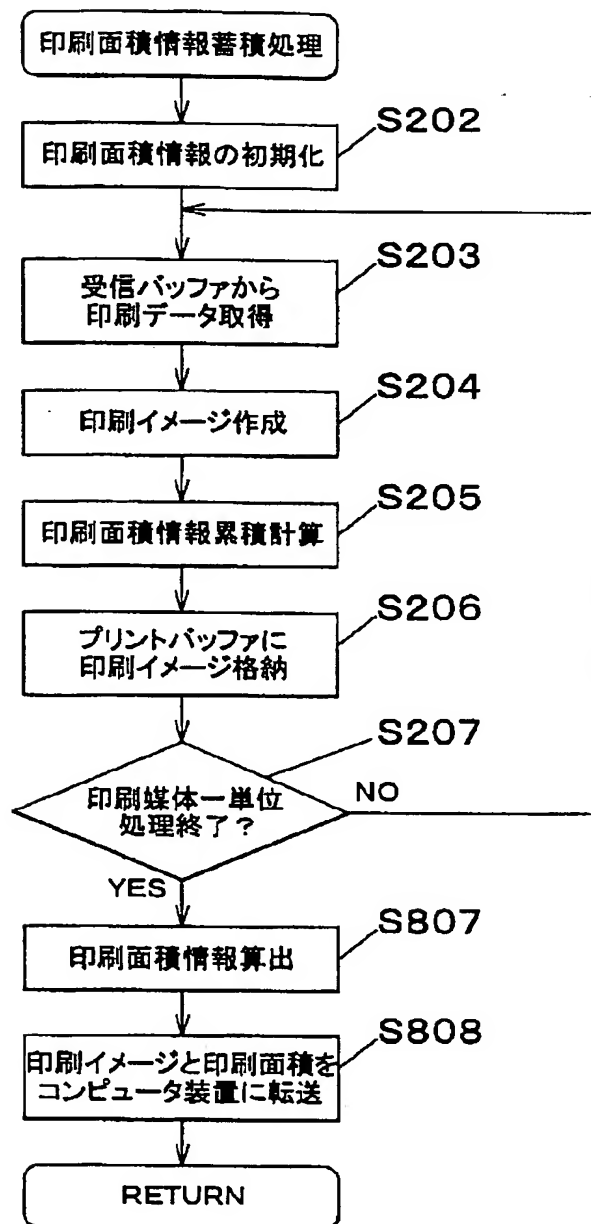 印刷面積情報蓄積処理
S202
印刷面積情報の初期化
S203
受信バッファから
印刷データ取得
S204
印刷イメージ作成
S205
印刷面積情報累積計算
S206
プリントバッファに
印刷イメージ格納
S207
印刷媒体一単位
処理終了？
NO
YES
S807
印刷面積情報算出
S808
印刷イメージと印刷面積を
コンピュータ装置に転送
RETURN